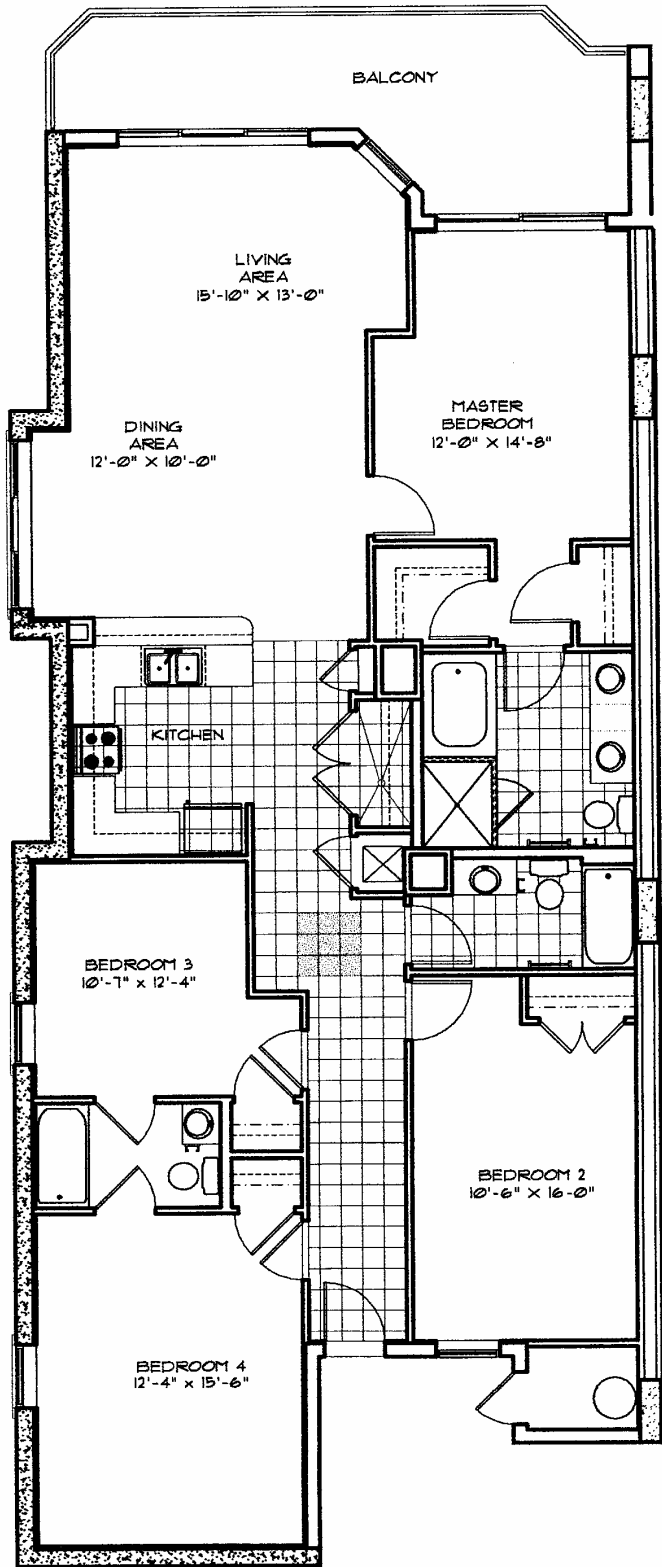 BALCONY
LIVING
AREA
15'-10" X 13'-0"
MASTER
BEDROOM
12'-0" X 14'-8"
DINING
AREA
12'-0" X 10'-0"
KITCHEN
BEDROOM 3
10'-7" x 12'-4"
BEDROOM 2
10'-6" x 16-0"
BEDROOM 4
12'-4" x 15'-6"